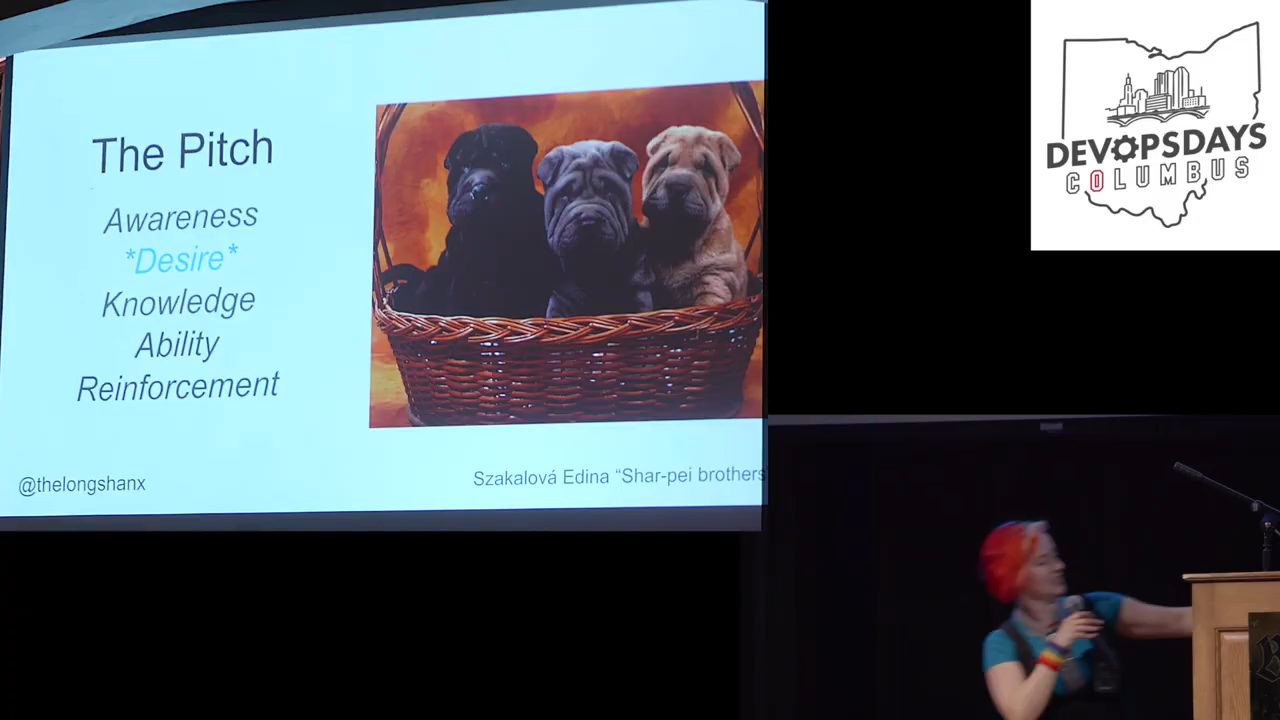 The Pitch
Awareness
*Desire*
Knowledge
Ability
Reinforcement
@thelongshanx
Szakalová Edina “Shar-pei brothers
DEVOPSDAYS
COLUMBUS